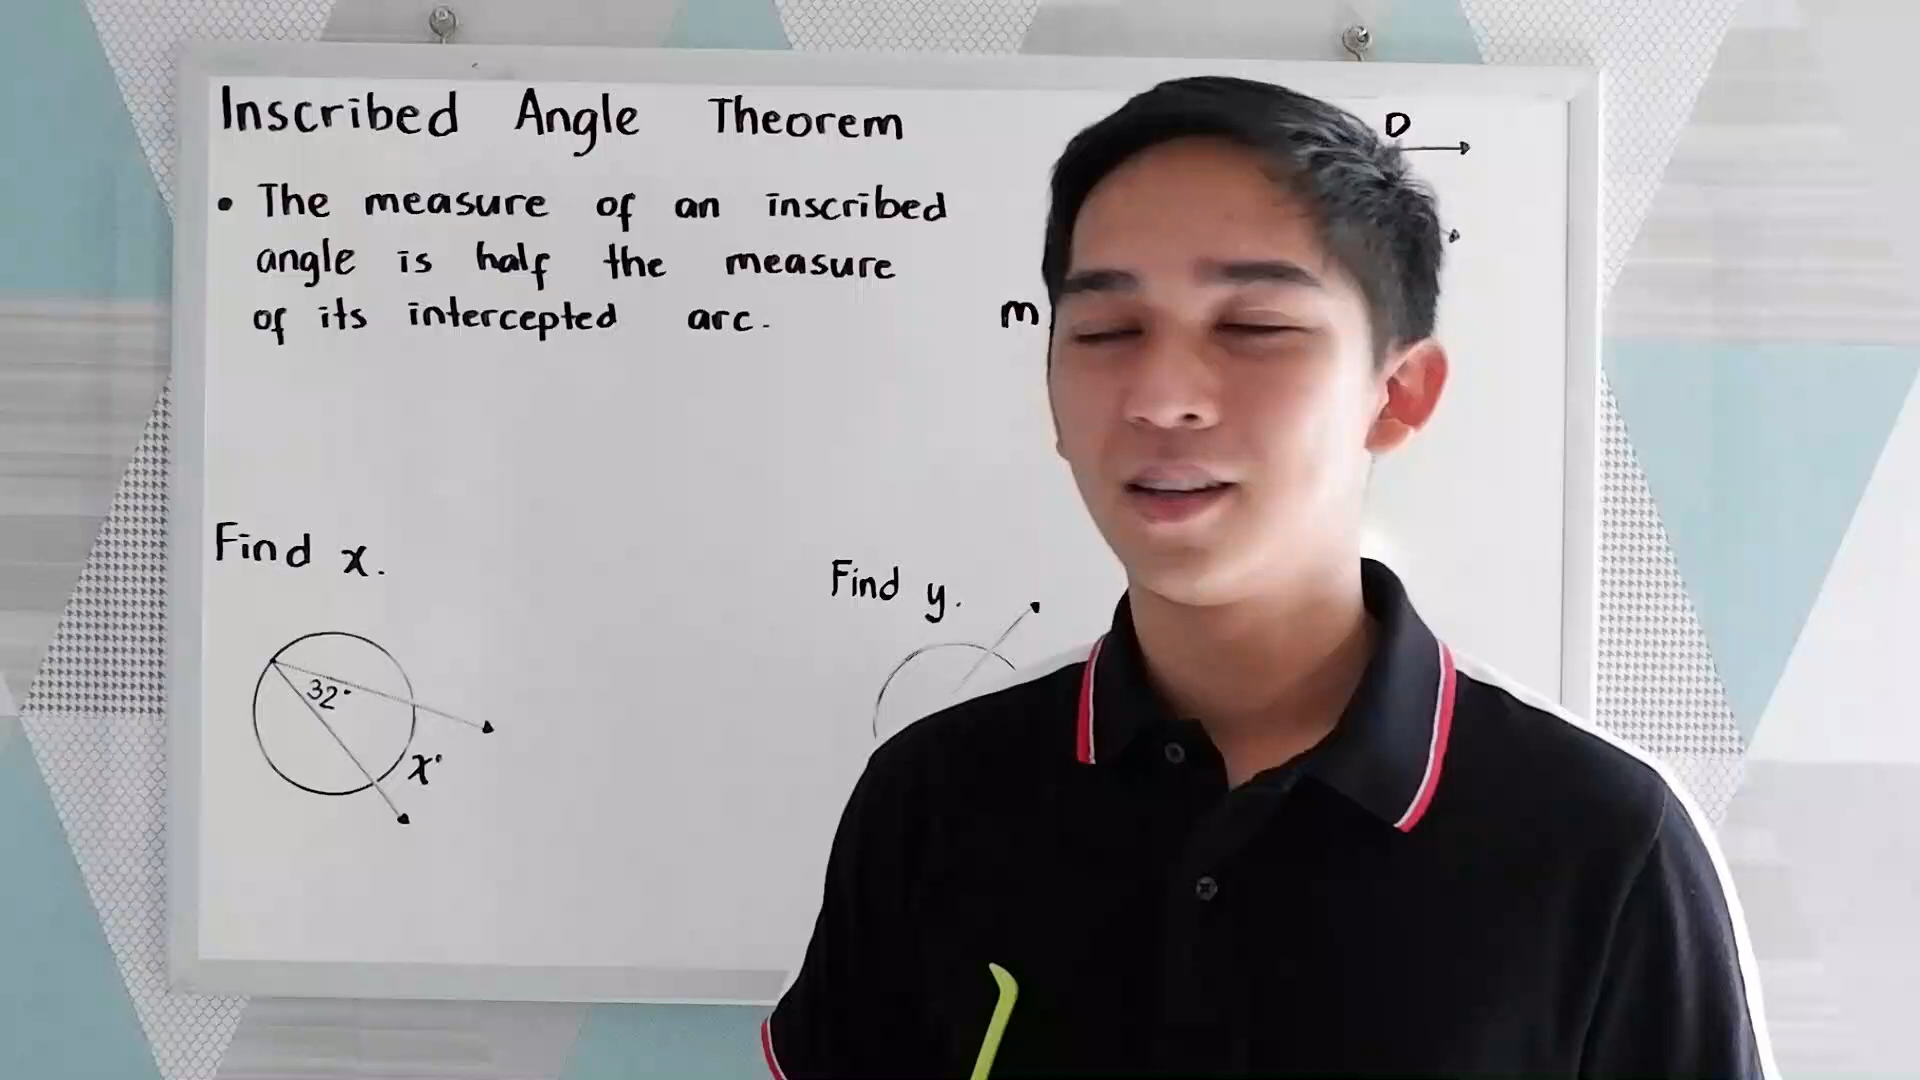 Inscribed Angle Theorem
• The measure of an inscribed
angle is half the measure
of its intercepted arc.
D
m
Find x.
32°
x°
Find y.